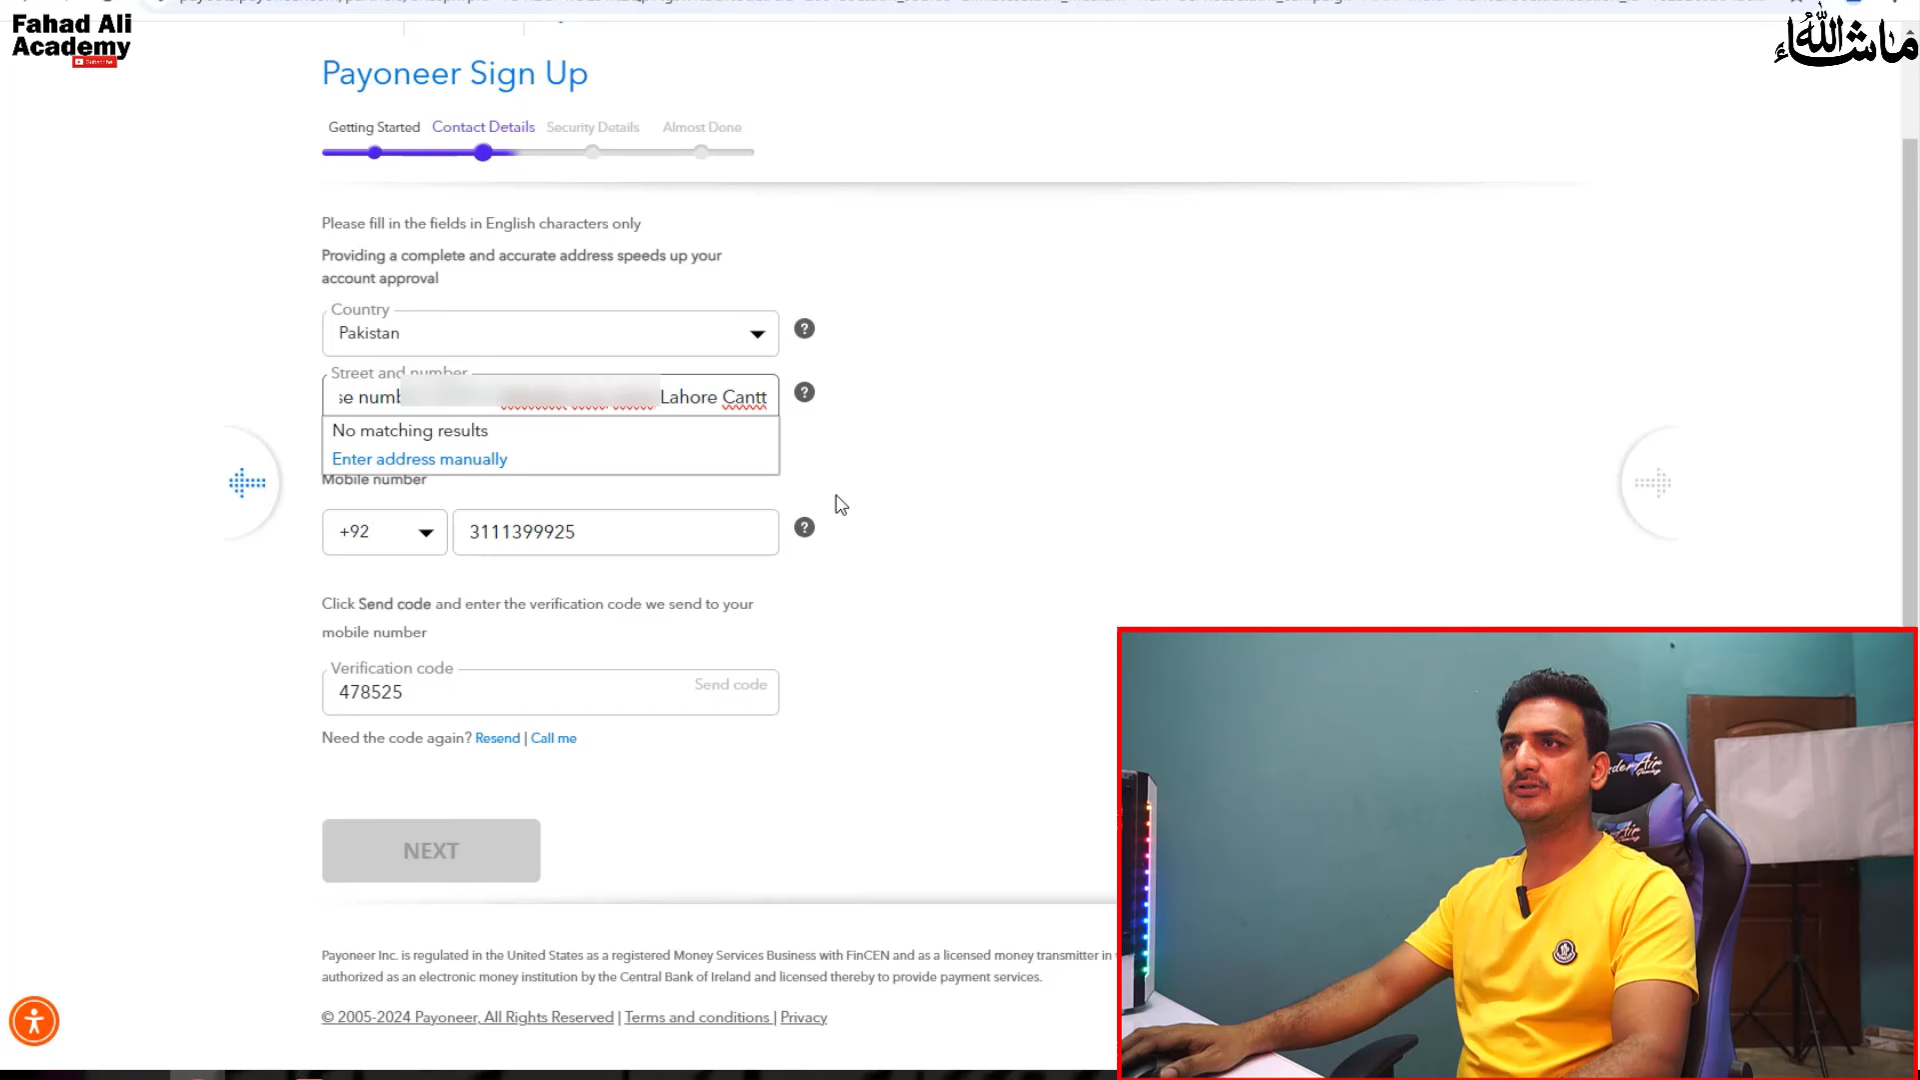 Fahad Ali
Academy
Subscribe
ماشاءاللہ
Payoneer Sign Up
Getting Started Contact Details Security Details Almost Done
Please fill in the fields in English characters only
Providing a complete and accurate address speeds up your
account approval
Country
Pakistan
?
Street and number
se numb Lahore Cantt
?
No matching results
Enter address manually
Mobile number
+92 3111399925
?
Click Send code and enter the verification code we send to your
mobile number
Verification code
478525 Send code
Need the code again? Resend | Call me
NEXT
Payoneer Inc. is regulated in the United States as a registered Money Services Business with FinCEN and as a licensed money transmitter in
authorized as an electronic money institution by the Central Bank of Ireland and licensed thereby to provide payment services.
© 2005-2024 Payoneer, All Rights Reserved | Terms and conditions | Privacy